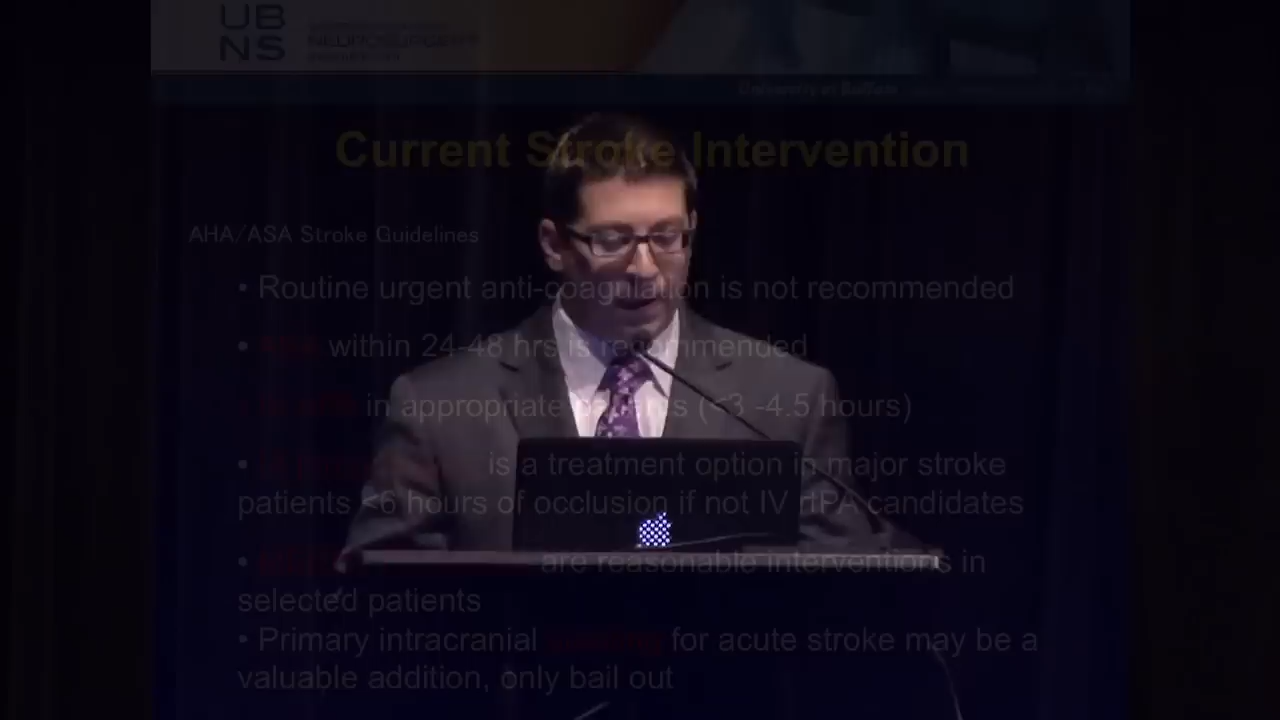 UB
NS
NEUROSURGERY
University at Buffalo
Current Stroke Intervention
AHA/ASA Stroke Guidelines
• Routine urgent anti-coagulation is not recommended
• within 24-48 hrs is recommended
• in appropriate patients (<3 -4.5 hours)
• is a treatment option in major stroke
patients <6 hours of occlusion if not IV rtPA candidates
• are reasonable interventions in
selected patients
• Primary intracranial for acute stroke may be a
valuable addition, only bail out